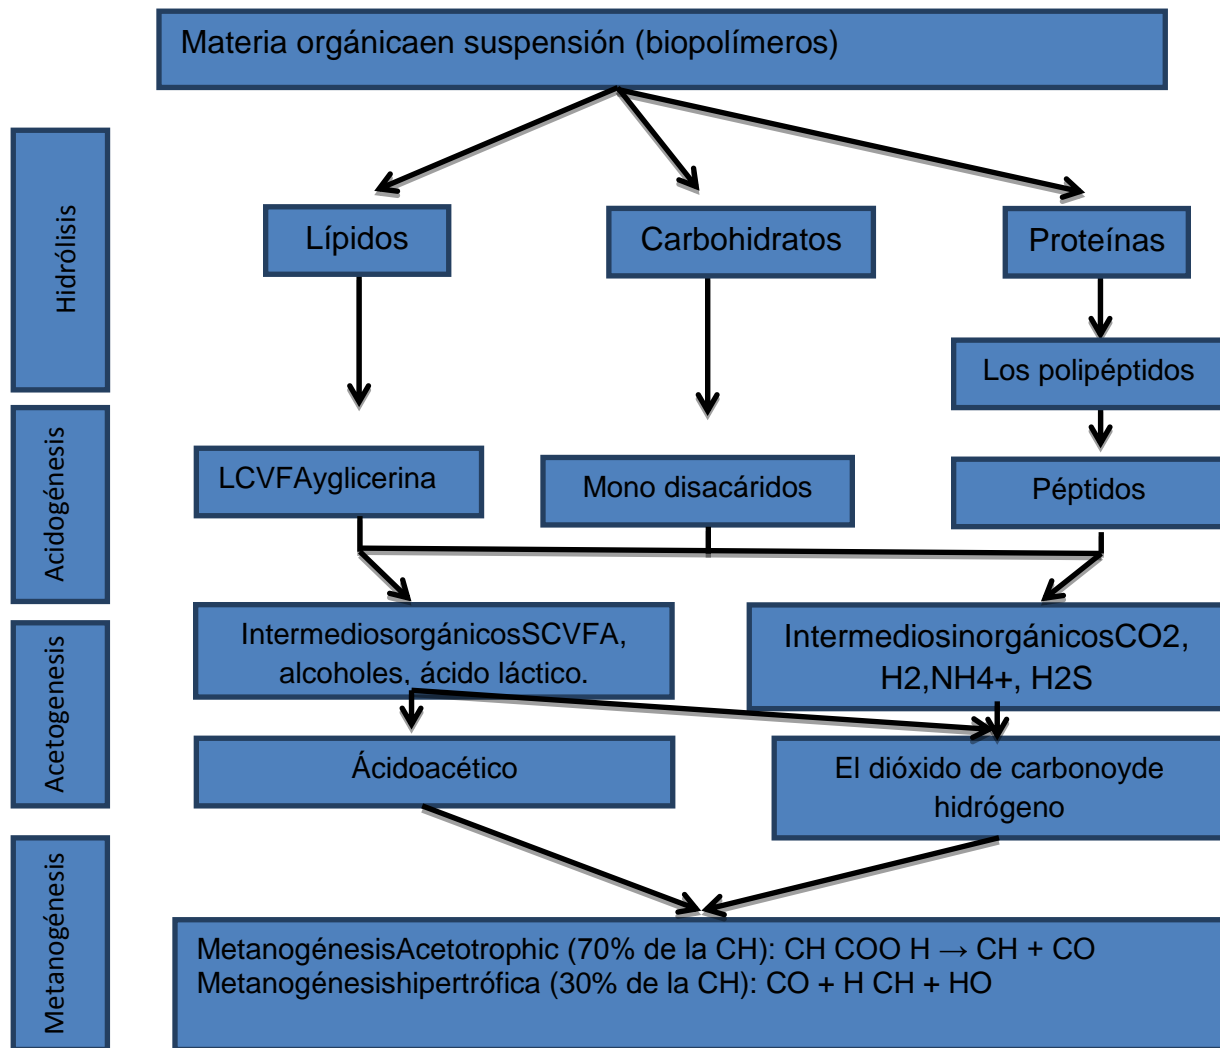 Materia orgánicaen suspensión (biopolímeros)
Hidrólisis
Lípidos
Carbohidratos
Proteínas
Los polipéptidos
Acidogénesis
LCVFAyglicerina
Mono disacáridos
Péptidos
Acetogenesis
IntermediosorgánicosSCVFA,
alcoholes, ácido láctico.
IntermediosinorgánicosCO2,
H2,NH4+, H2S
Ácidoacético
El dióxido de carbonoyde
hidrógeno
Metanogénesis
MetanogénesisAcetotrophic (70% de la CH): CH COO H → CH + CO
Metanogénesishipertrófica (30% de la CH): CO + H CH + HO